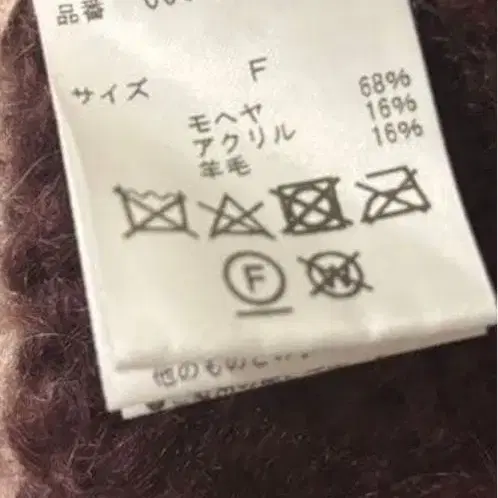 品番
サイズ F
モヘヤ 68%
アクリル 16%
羊毛 16%
F W
他のものと